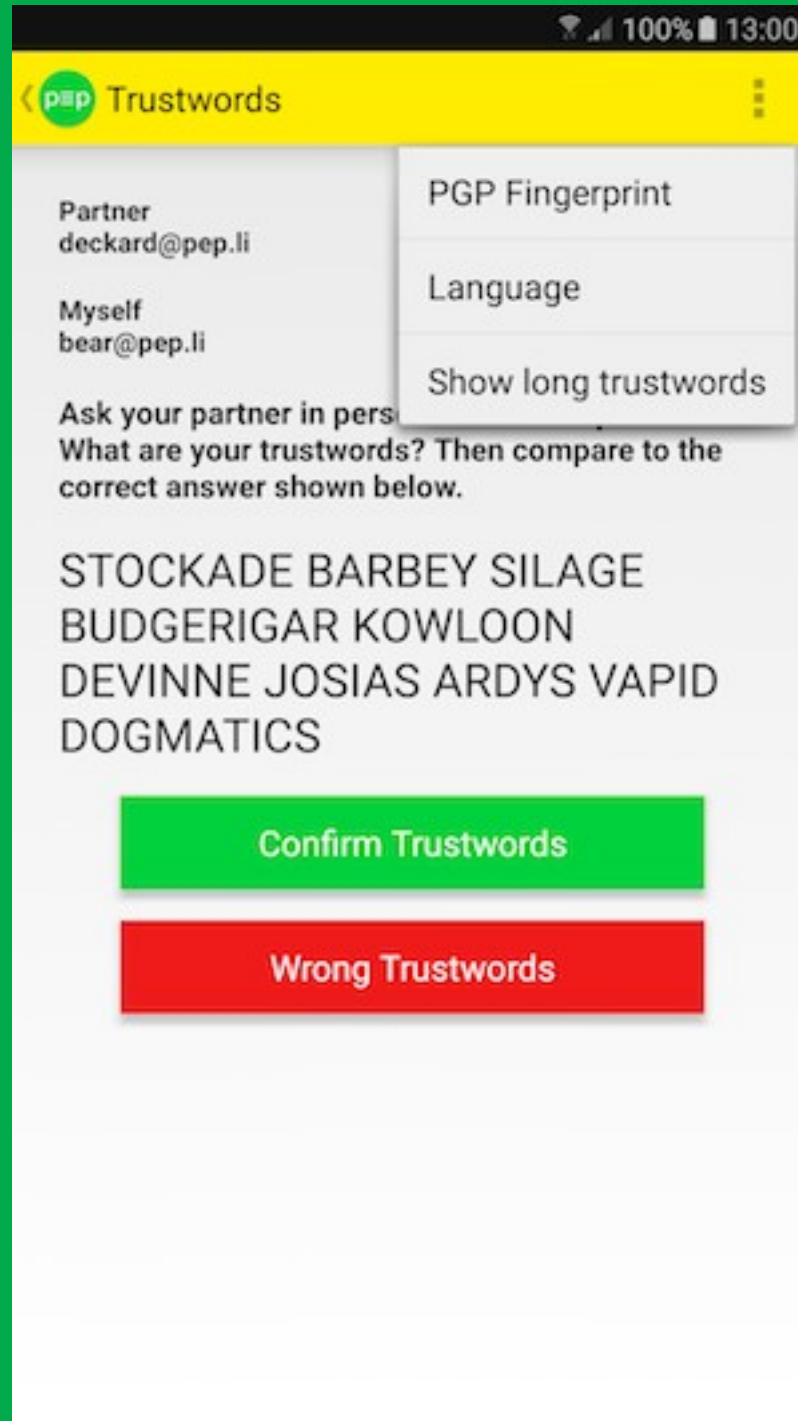 100% 13:00
p≡p Trustwords
PGP Fingerprint
Language
Show long trustwords
Partner
deckard@pep.li
Myself
bear@pep.li
Ask your partner in pers
What are your trustwords? Then compare to the
correct answer shown below.
STOCKADE BARBEY SILAGE
BUDGERIGAR KOWLOON
DEVINNE JOSIAS ARDYS VAPID
DOGMATICS
Confirm Trustwords
Wrong Trustwords